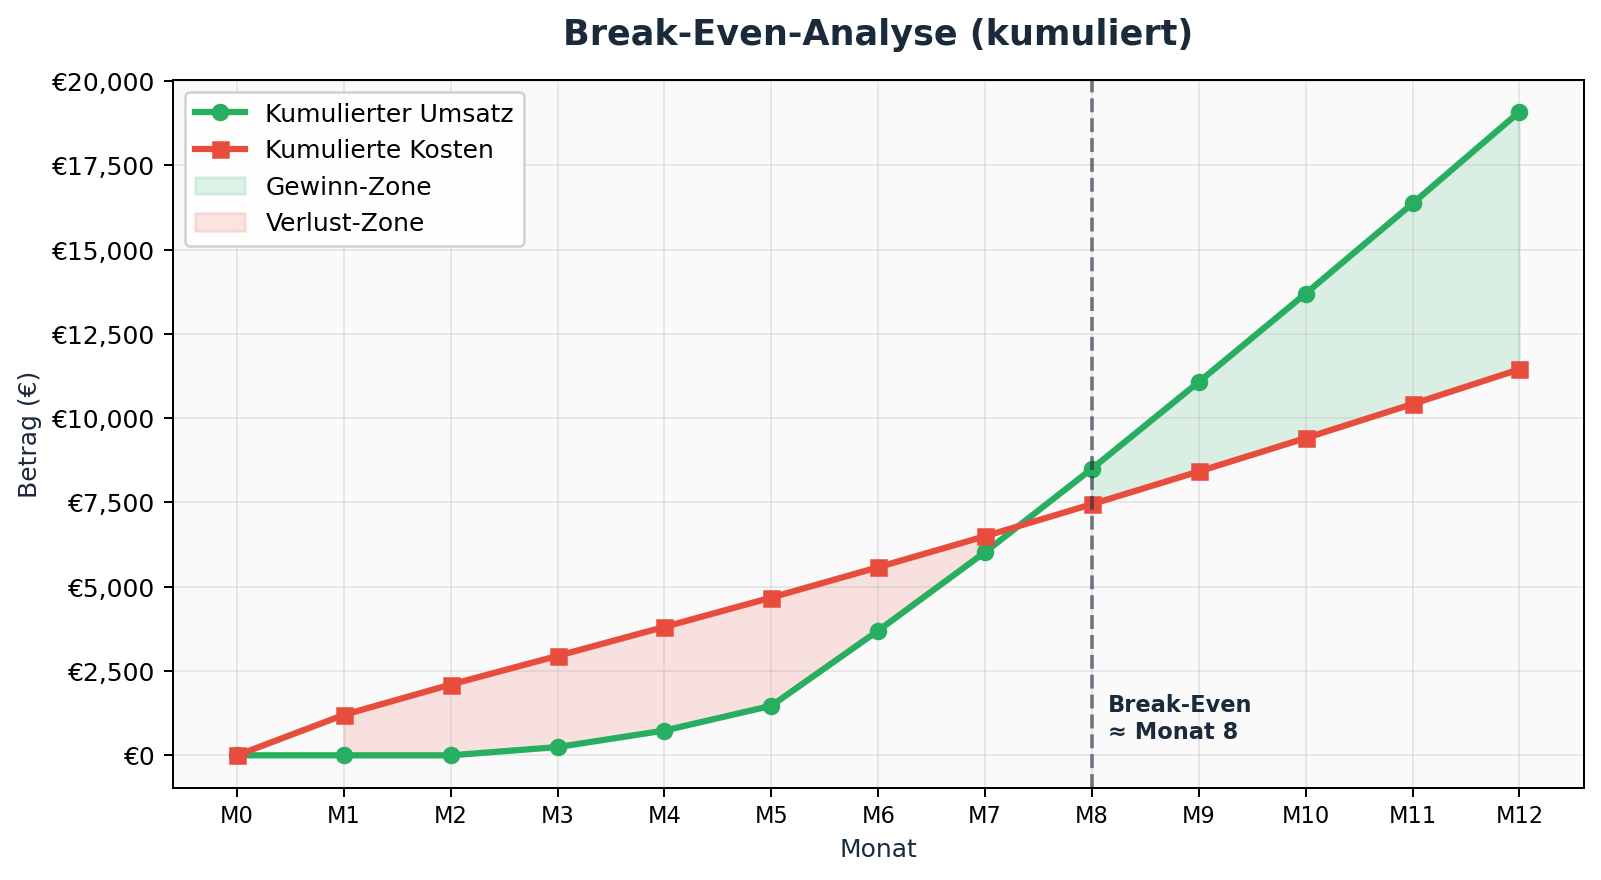 Break-Even-Analyse (kumuliert)
€20,000
€17,500
€15,000
€12,500
€10,000
€7,500
€5,000
€2,500
€0
Betrag (€)
Kumulierter Umsatz
Kumulierte Kosten
Gewinn-Zone
Verlust-Zone
Break-Even
≈ Monat 8
M0 M1 M2 M3 M4 M5 M6 M7 M8 M9 M10 M11 M12
Monat